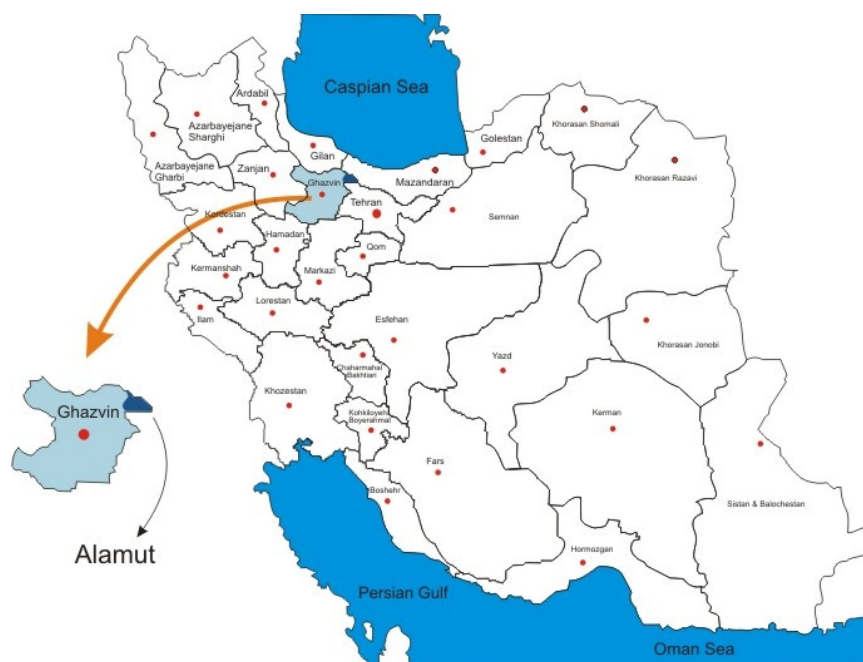 Caspian Sea
Ardabil
Azarbayejane
Sharghi
Azarbayejane
Gharbi
Gilan
Zanjan
Ghazvin
Mazandaran
Golestan
Khorasan Shomali
Khorasan Razavi
Tehran
Semnan
Kordestan
Hamadan
Qom
Kermanshah
Markazi
Ilam
Lorestan
Esfehan
Khorasan Jonobi
Chaharmahal
Bakhtiari
Yazd
Khozestan
Kohkiloyeh
Boyerahmat
Kerman
Fars
Boshehr
Sistan & Balochestan
Hormozgan
Persian Gulf
Oman Sea
Ghazvin
Alamut